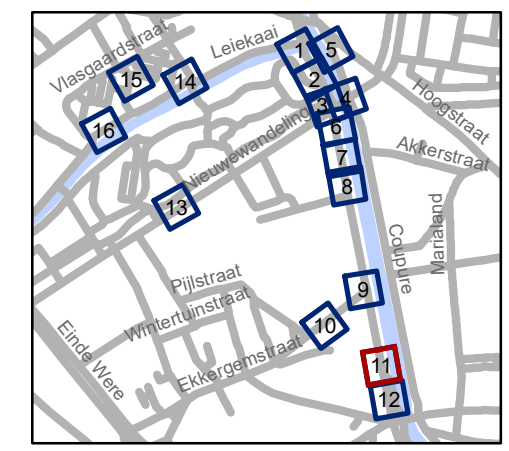 Vlasgaardstraat
Leiekaai
1
5
15
14
2
Hoogstraat
3
4
16
6
Nieuwewandeling
Akkerstraat
7
8
13
Marialand
Coupure
Pijlstraat
9
Wintertuinstraat
10
Einde Were
Ekkergemstraat
11
12